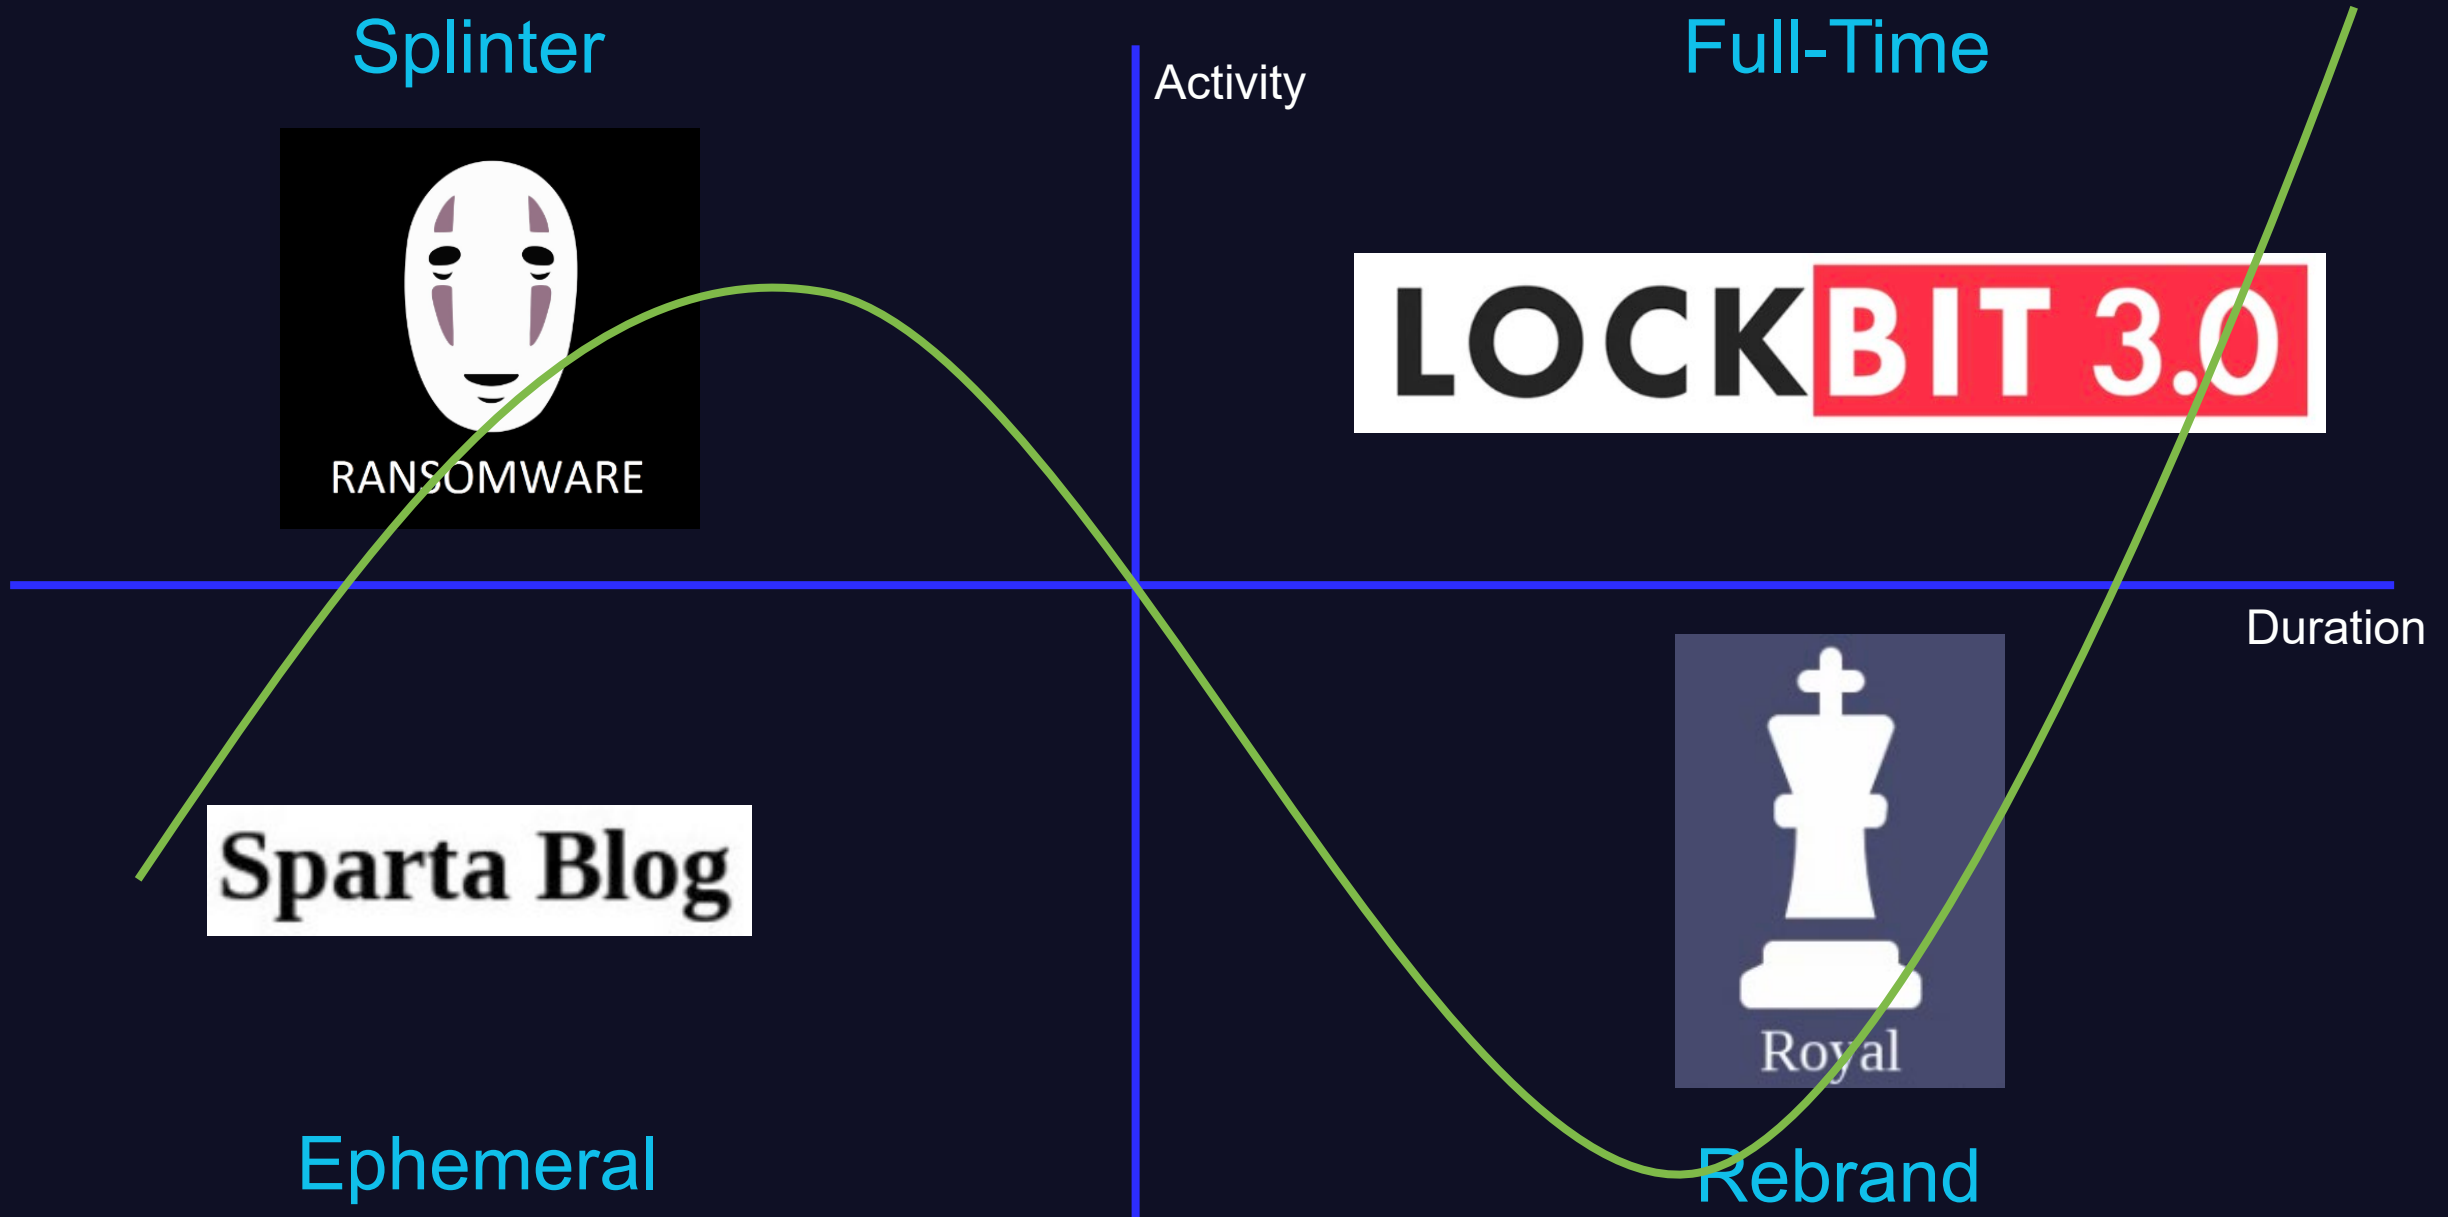 Splinter
Activity
Full-Time
RANSOMWARE
LOCKBIT 3.0
Duration
Sparta Blog
Royal
Ephemeral
Rebrand